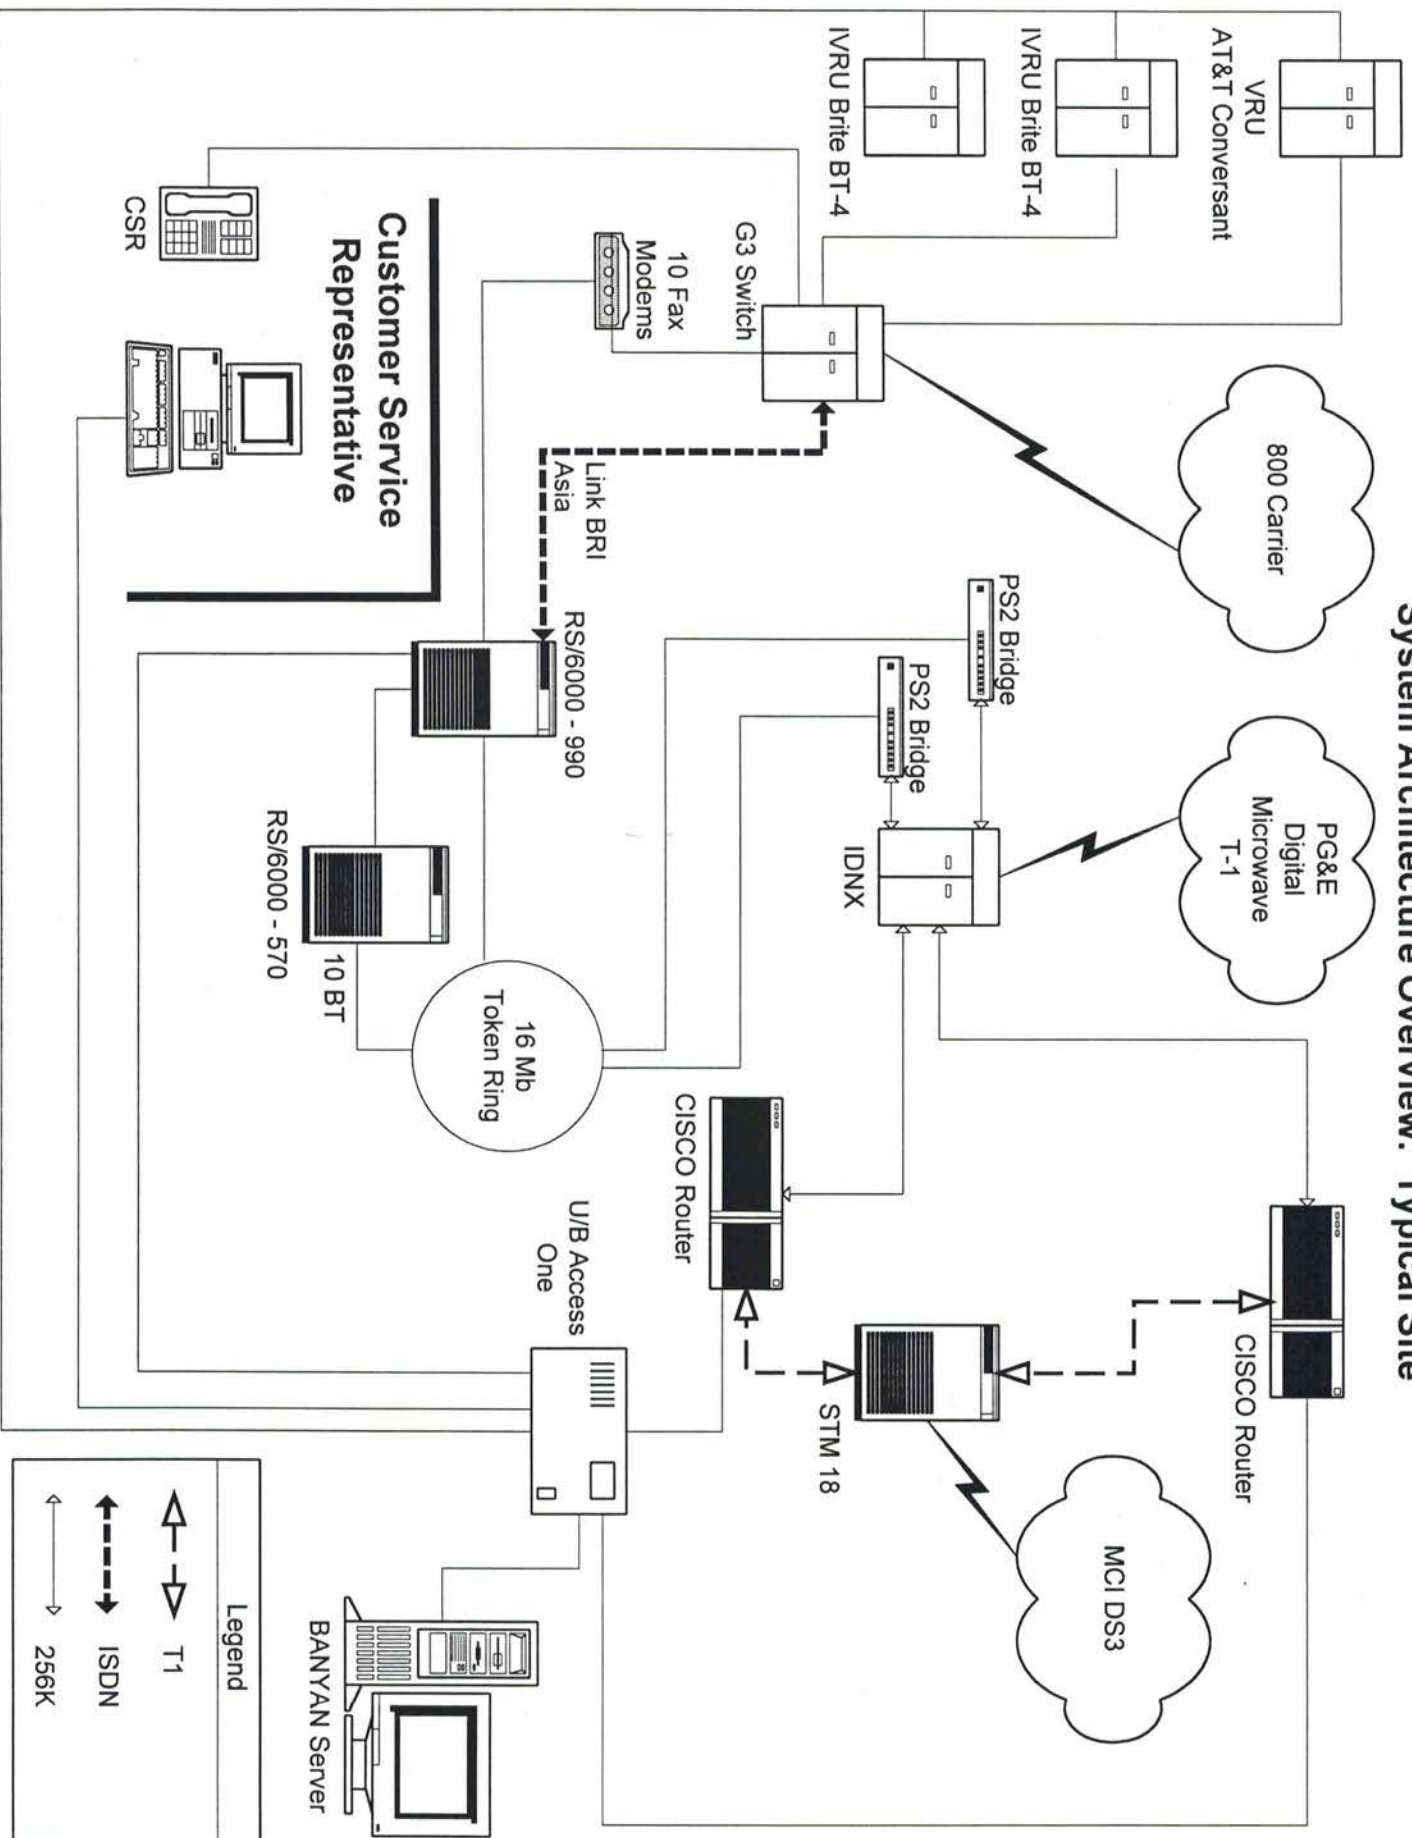 System Architecture Overview: Typical Site
VRU
AT&T Conversant
IVRU Brite BT-4
IVRU Brite BT-4
800 Carrier
PG&E
Digital
Microwave
T-1
CISCO Router
MCI DS3
PS2 Bridge
PS2 Bridge
IDNX
STM 18
G3 Switch
10 Fax
Modems
CISCO Router
Link BRI
Asia
RS/6000 - 990
16 Mb
Token Ring
U/B Access
One
CSR
Customer Service
Representative
RS/6000 - 570
10 BT
BANYAN Server
Legend
T1
ISDN
256K